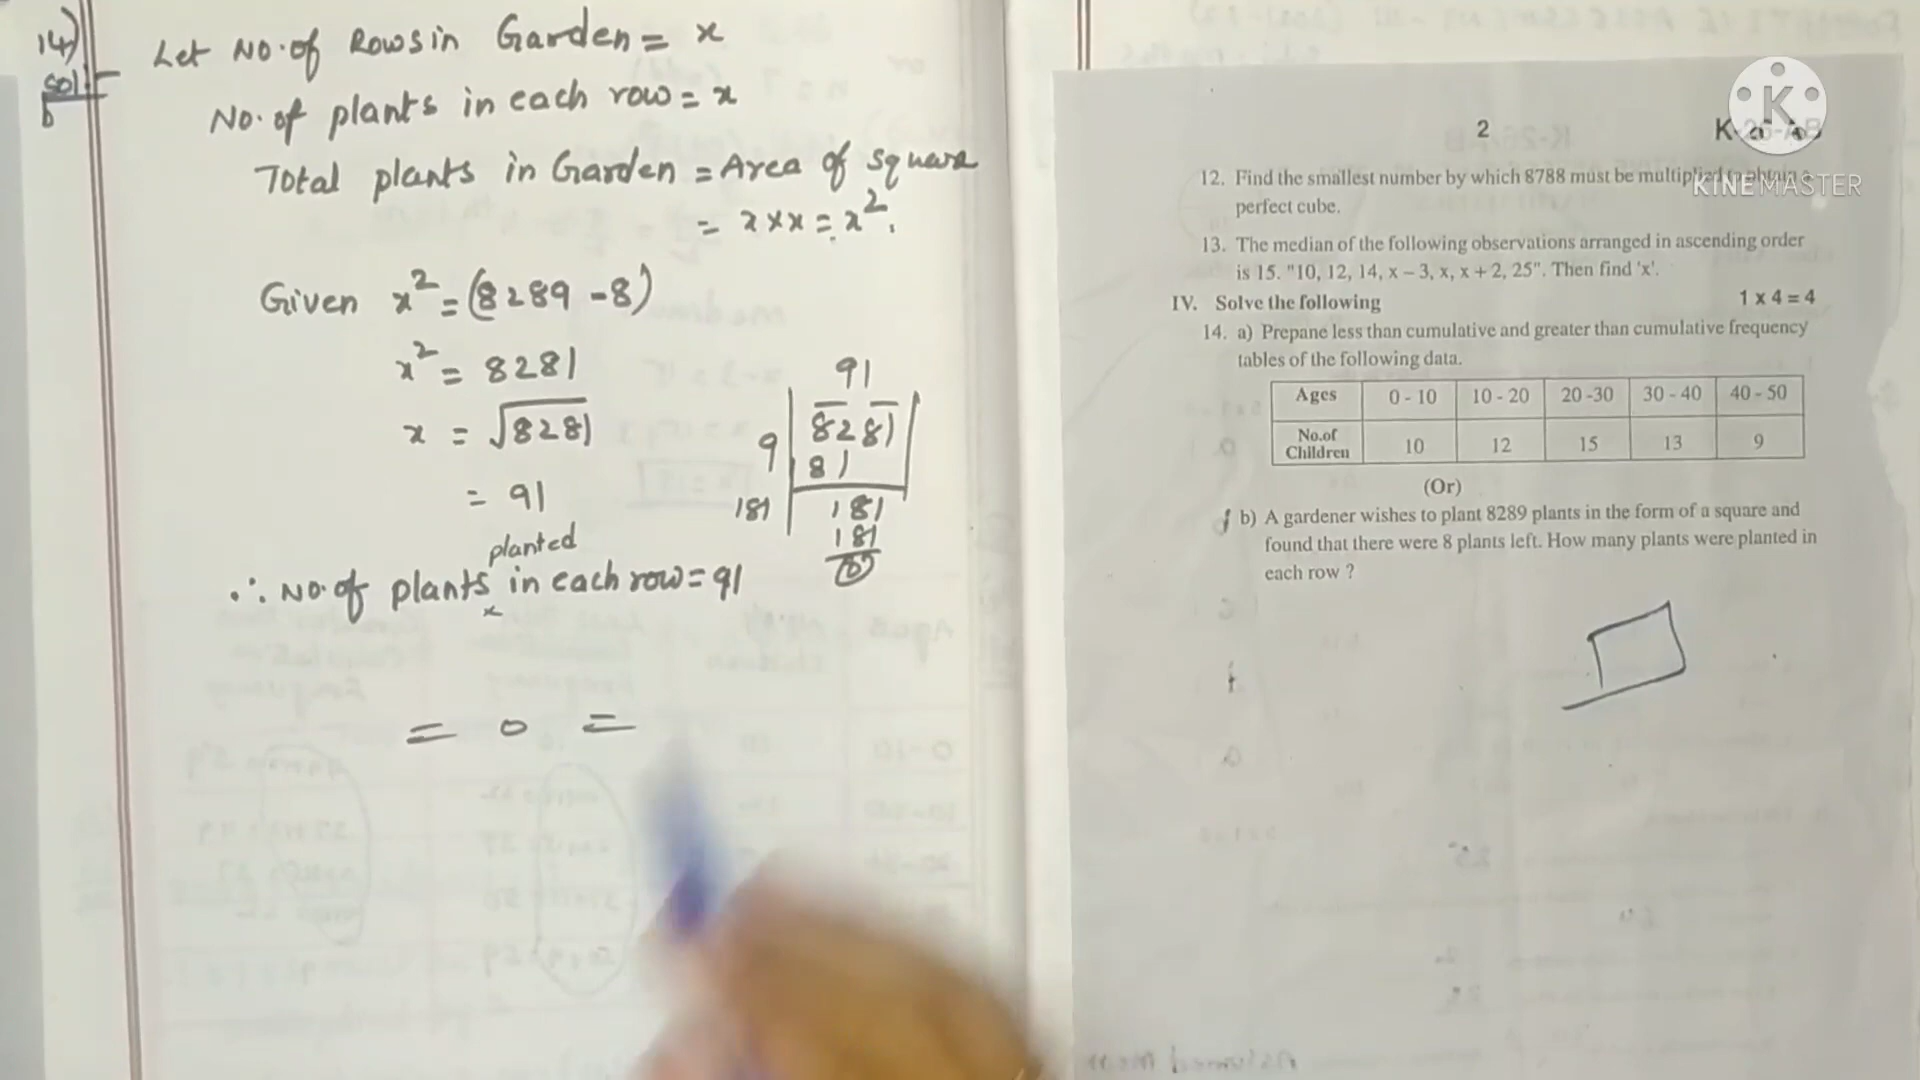 14)
Sol:-
b
Let No. of Rows in Garden = x
No. of plants in each row = x
Total plants in Garden = Area of square
= x × x = x².
Given x² = (8289 - 8)
x² = 8281
x = √8281
= 91
planted
∴ No. of plants in each row = 91
x
91
9 8281
81
181 181
181
0
= 0 =
K
KINEMASTER
2
12. Find the smallest number by which 8788 must be multiplied to obtain a
perfect cube.
13. The median of the following observations arranged in ascending order
is 15. "10, 12, 14, x – 3, x, x + 2, 25". Then find 'x'.
IV. Solve the following 1 x 4 = 4
14. a) Prepane less than cumulative and greater than cumulative frequency
tables of the following data.
Ages 0 - 10 10 - 20 20 -30 30 - 40 40 - 50
No.of
Children 10 12 15 13 9
(Or)
b) A gardener wishes to plant 8289 plants in the form of a square and
found that there were 8 plants left. How many plants were planted in
each row ?